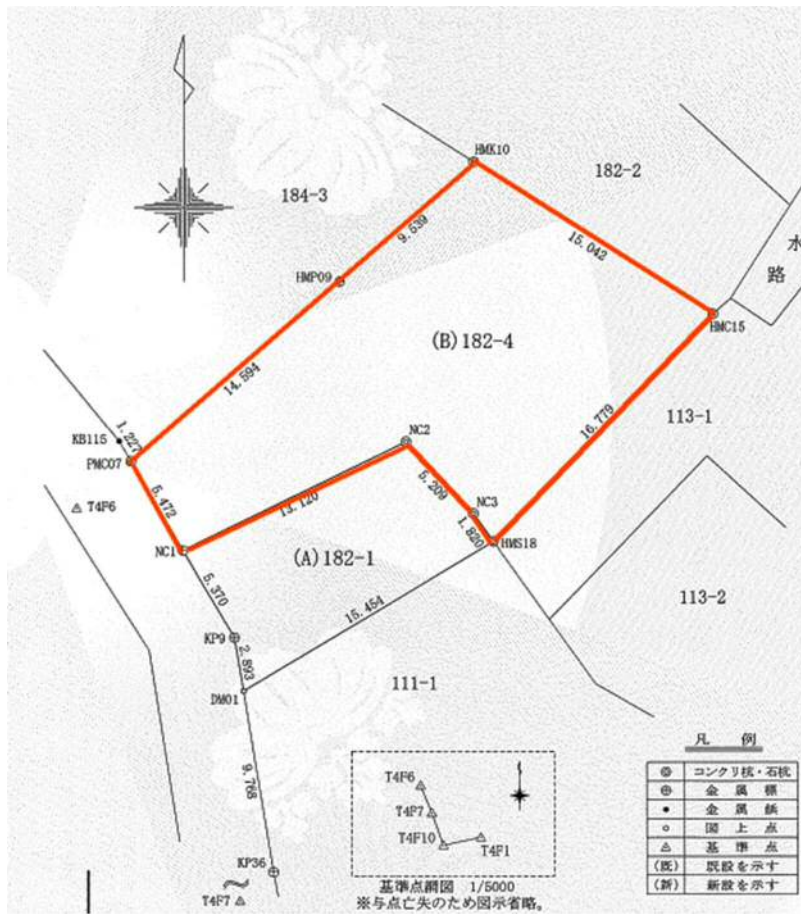 HMK10
182-2
184-3
9.539
15.042
水
路
HMP09
HMC15
(B)182-4
14.594
16.779
113-1
1.227
KB115
NC2
PMC07
5.472
T4F6
13.120
5.209
NC3
1.820
HMS18
NC1
(A)182-1
5.370
15.454
113-2
KP9
2.893
DM01
111-1
9.768
凡 例
◎ コンクリ杭・石杭
⊕ 金属標
● 金属鋲
○ 図上点
△ 基準点
(既) 既設を示す
(新) 新設を示す
T4F6
T4F7
T4F10
T4F1
KP36
T4F7
基準点網図 1/5000
※与点亡失のため図示省略。